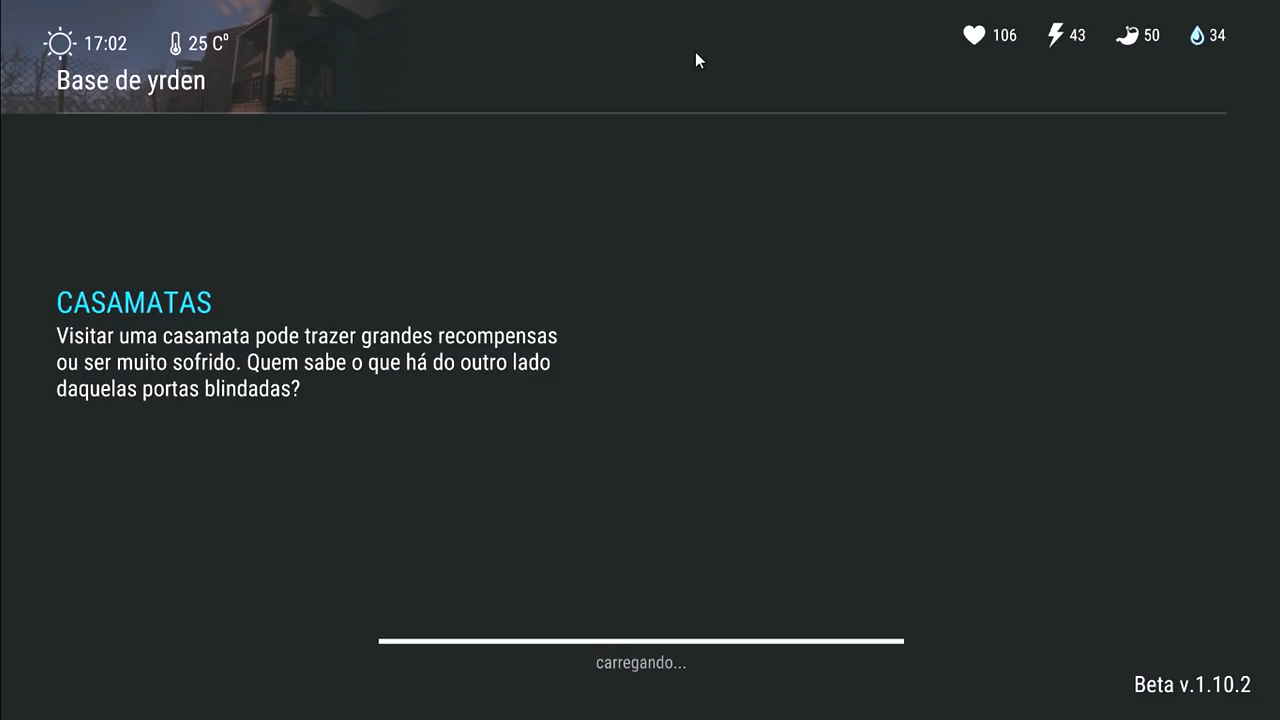 17:02 25 Cº
106 43 50 34
Base de yrden
CASAMATAS
Visitar uma casamata pode trazer grandes recompensas
ou ser muito sofrido. Quem sabe o que há do outro lado
daquelas portas blindadas?
carregando...
Beta v.1.10.2